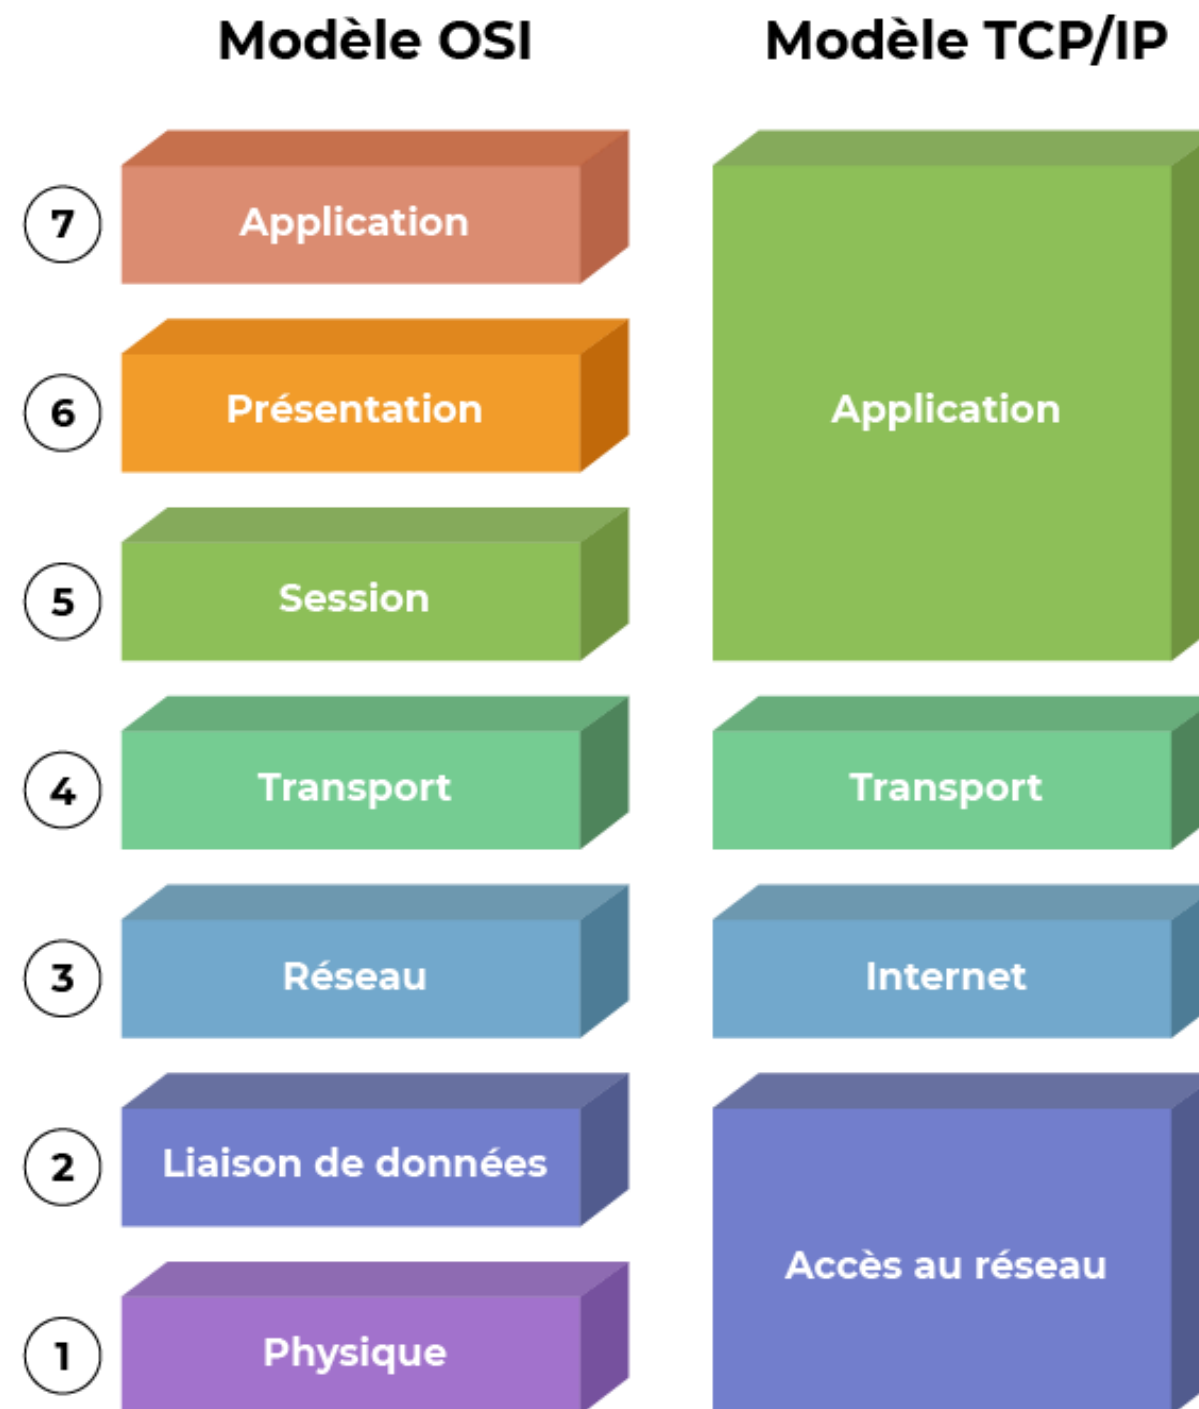 Modèle OSI
Modèle TCP/IP
7
Application
6
Présentation
5
Session
Application
4
Transport
Transport
3
Réseau
Internet
2
Liaison de données
1
Physique
Accès au réseau